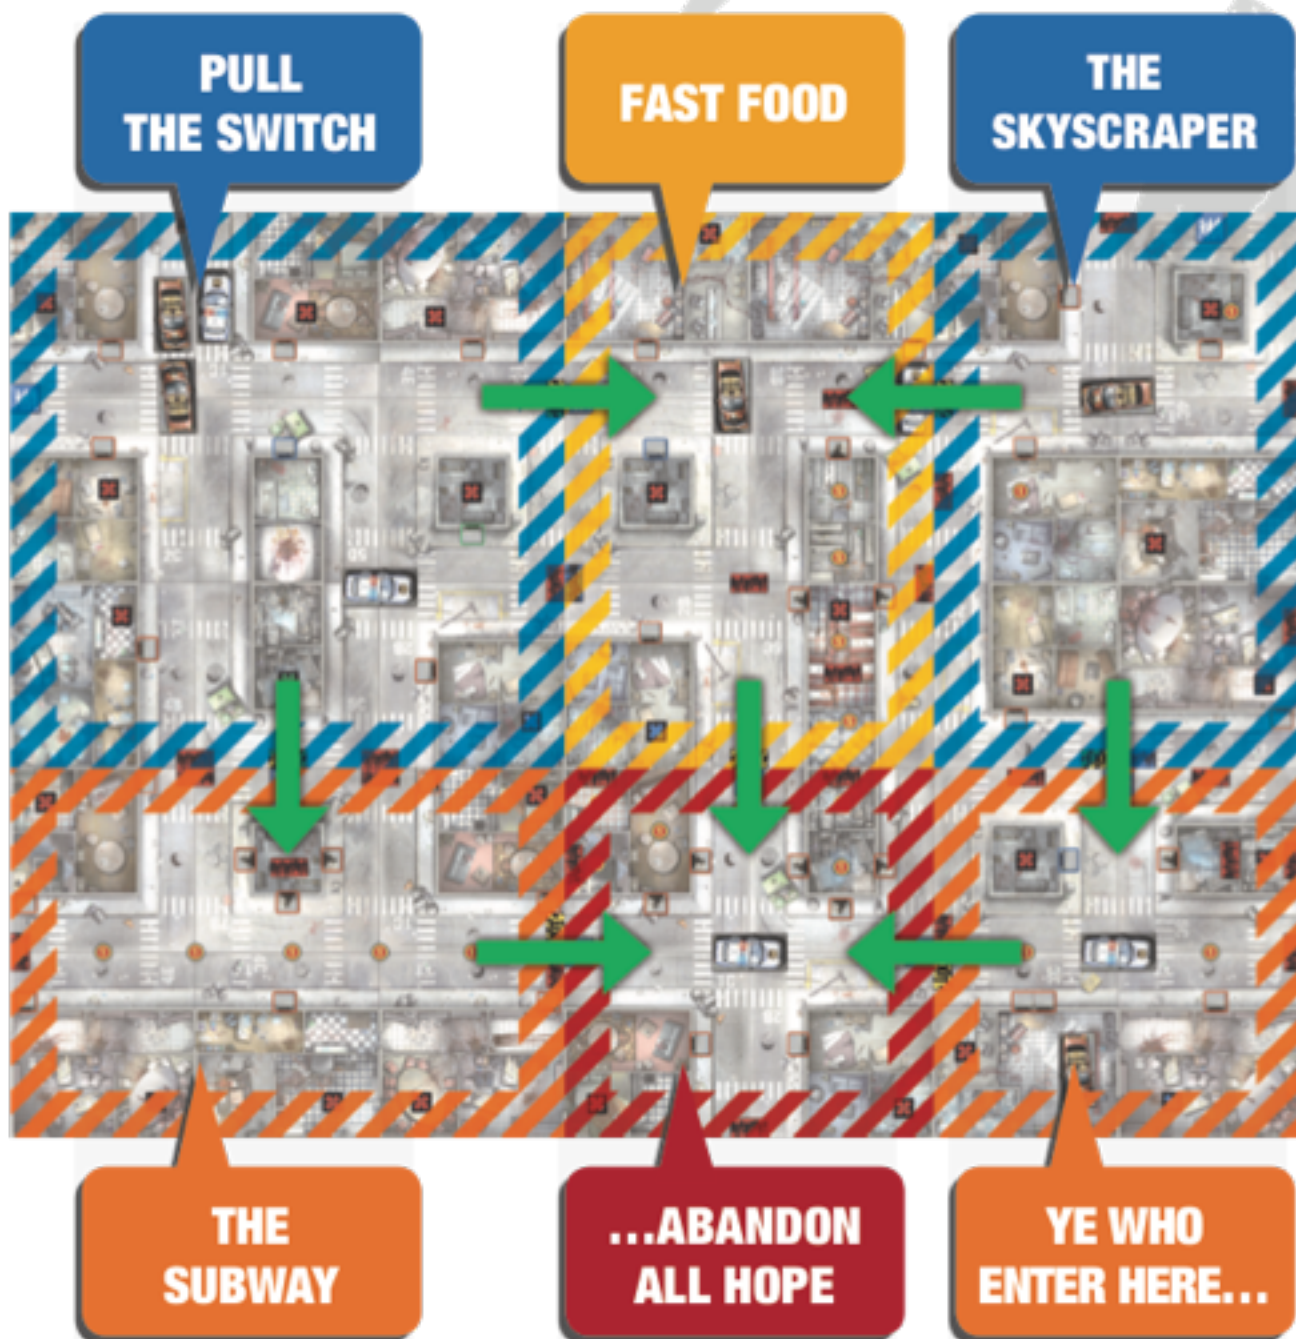 PULL
THE SWITCH
FAST FOOD
THE
SKYSCRAPER
THE
SUBWAY
...ABANDON
ALL HOPE
YE WHO
ENTER HERE...